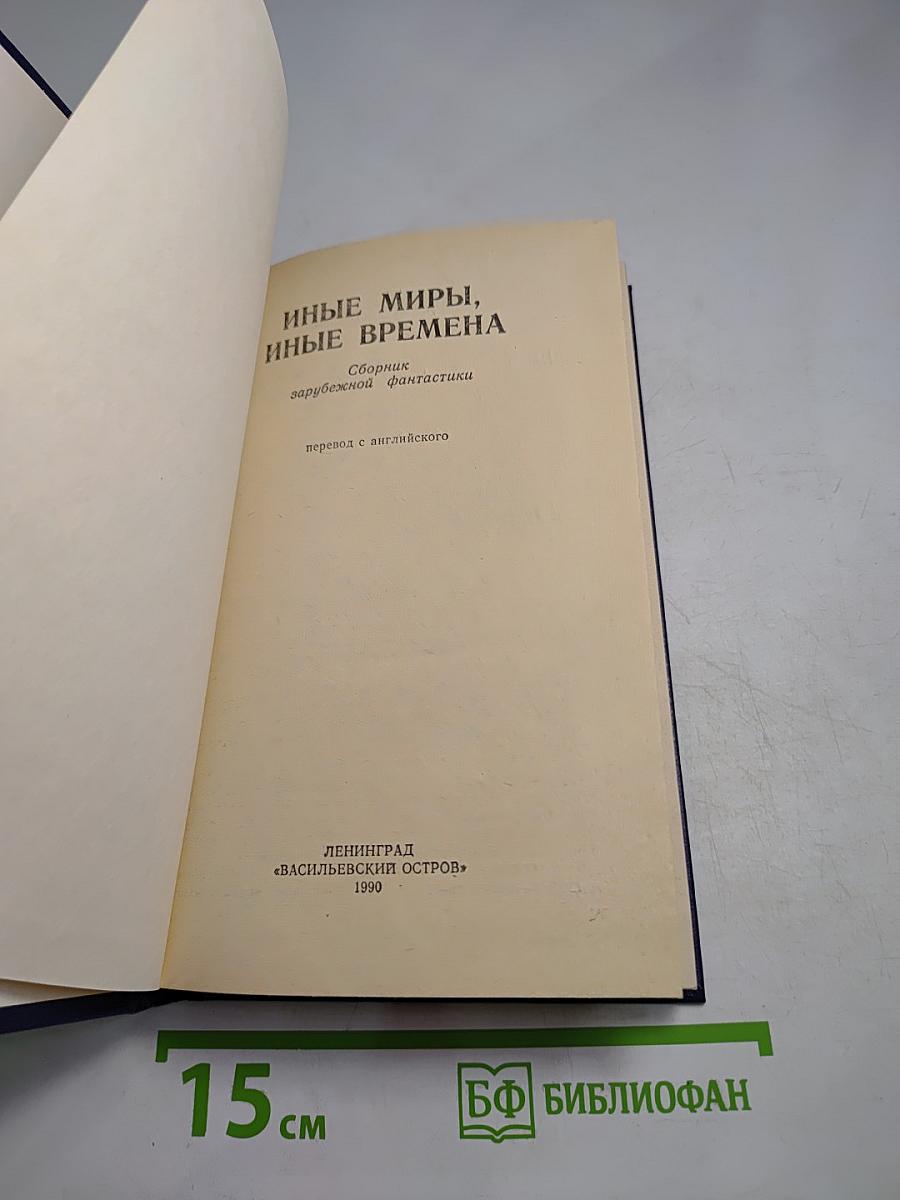 ИНЫЕ МИРЫ,
ИНЫЕ ВРЕМЕНА
Сборник
зарубежной фантастики
перевод с английского
ЛЕНИНГРАД
«ВАСИЛЬЕВСКИЙ ОСТРОВ»
1990
15 см
БФ БИБЛИОФАН